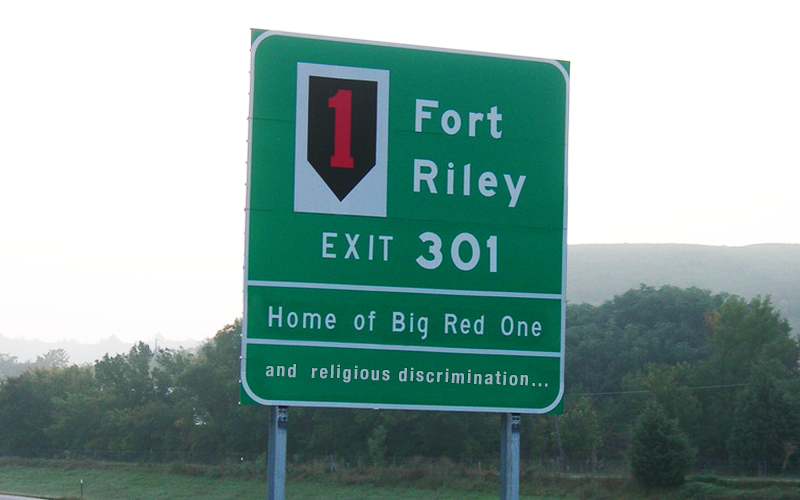 1
Fort
Riley
EXIT 301
Home of Big Red One
and religious discrimination...